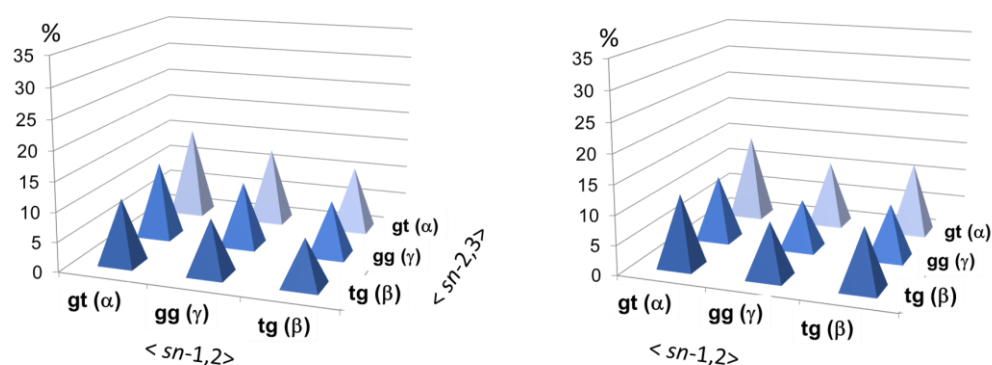 %
35
30
25
20
15
10
5
0
gt (α)
gg (γ)
tg (β)
< sn-1,2>
gt (α)
gg (γ)
tg (β)
< sn-2,3>
%
35
30
25
20
15
10
5
0
gt (α)
gg (γ)
tg (β)
< sn-1,2>
gt (α)
gg (γ)
tg (β)